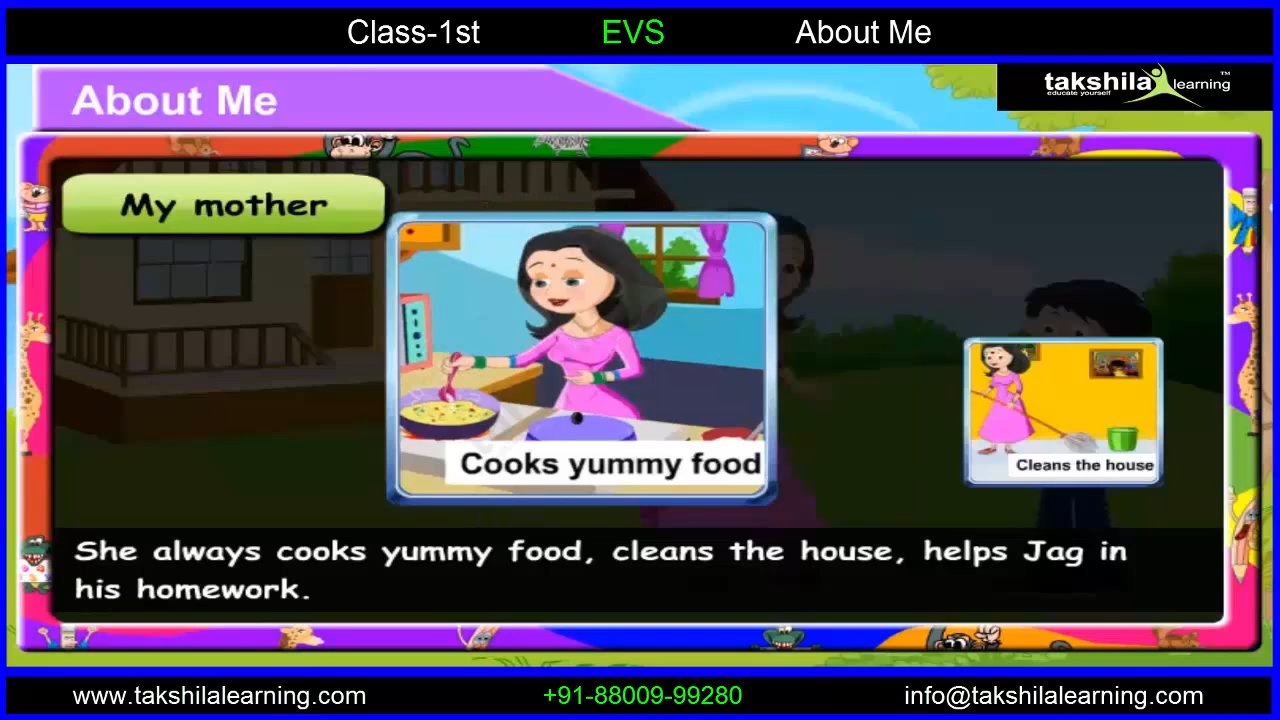 Class-1st EVS About Me
About Me
takshila learning™
educate yourself
My mother
Cooks yummy food
Cleans the house
She always cooks yummy food, cleans the house, helps Jag in
his homework.
www.takshilalearning.com +91-88009-99280 info@takshilalearning.com